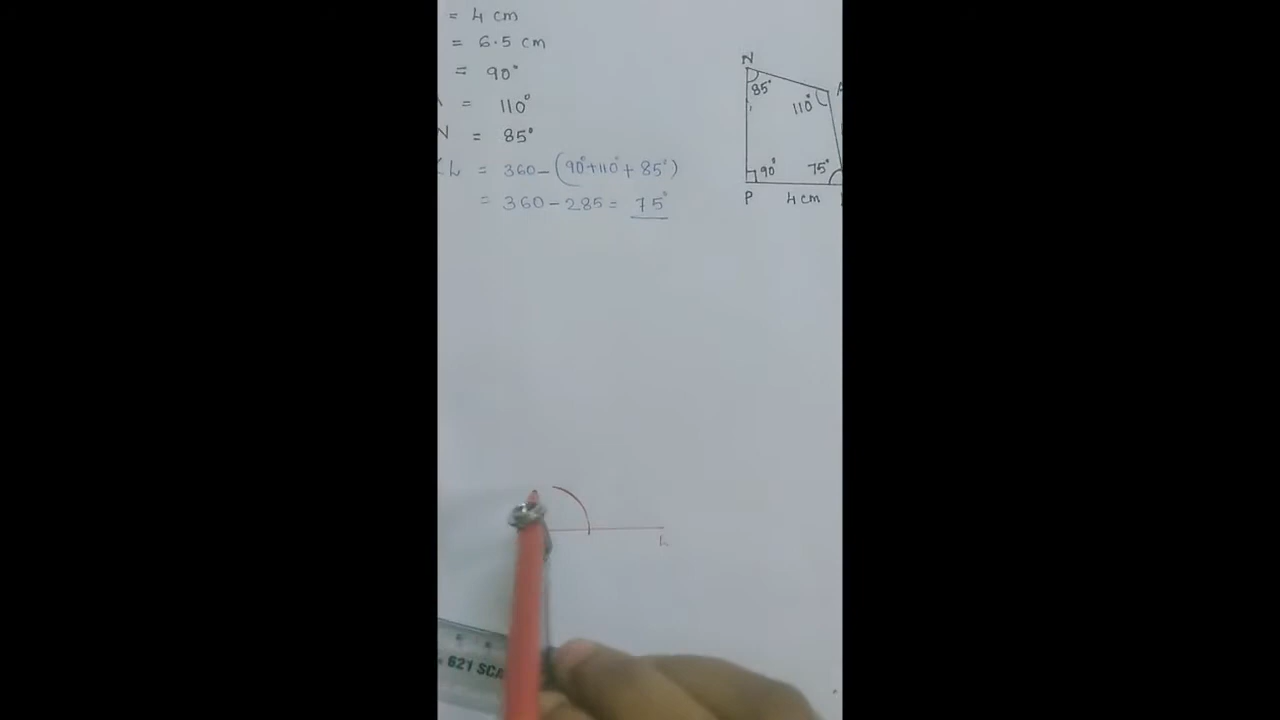 = 4 cm
= 6.5 cm
= 90°
= 110°
N = 85°
L = 360 - (90° + 110° + 85°)
= 360 - 285 = 75°
N
85°
110°
90°
75°
P
4 cm
L
621 SCA